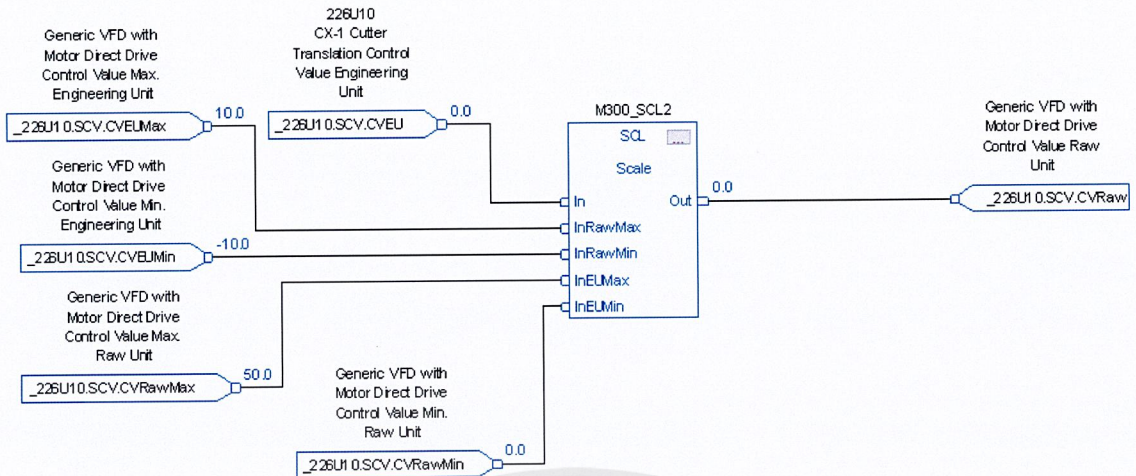 Generic VFD with
Motor Direct Drive
Control Value Max.
Engineering Unit
_226U10.SCV.CVEUMax
10.0
226U10
CX-1 Cutter
Translation Control
Value Engineering
Unit
_226U10.SCV.CVEU
0.0
Generic VFD with
Motor Direct Drive
Control Value Min.
Engineering Unit
_226U10.SCV.CVEUMin
-10.0
Generic VFD with
Motor Direct Drive
Control Value Max.
Raw Unit
_226U10.SCV.CVRawMax
50.0
Generic VFD with
Motor Direct Drive
Control Value Min.
Raw Unit
_226U10.SCV.CVRawMin
0.0
M300_SCL2
SCL ...
Scale
In
Out
InRawMax
InRawMin
InEUMax
InEUMin
0.0
Generic VFD with
Motor Direct Drive
Control Value Raw
Unit
_226U10.SCV.CVRaw